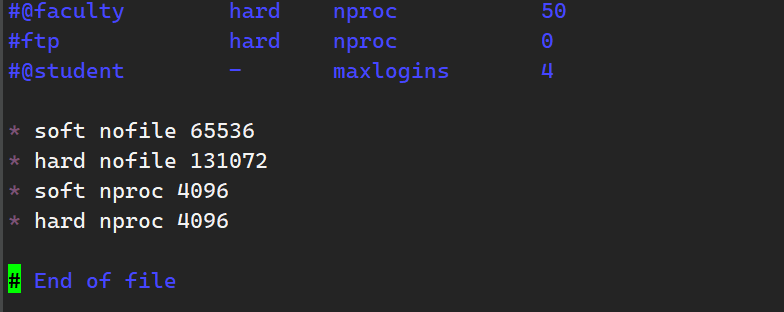 #@faculty        hard    nproc           50
#ftp             hard    nproc           0
#@student        -       maxlogins       4
* soft nofile 65536
* hard nofile 131072
* soft nproc 4096
* hard nproc 4096
# End of file